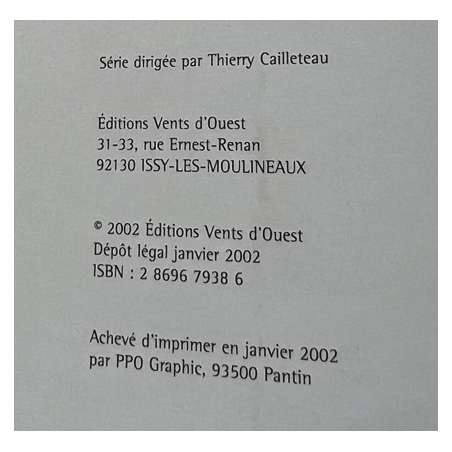 Série dirigée par Thierry Cailleteau
Éditions Vents d'Ouest
31-33, rue Ernest-Renan
92130 ISSY-LES-MOULINEAUX
© 2002 Éditions Vents d'Ouest
Dépôt légal janvier 2002
ISBN : 2 8696 7938 6
Achevé d'imprimer en janvier 2002
par PPO Graphic, 93500 Pantin